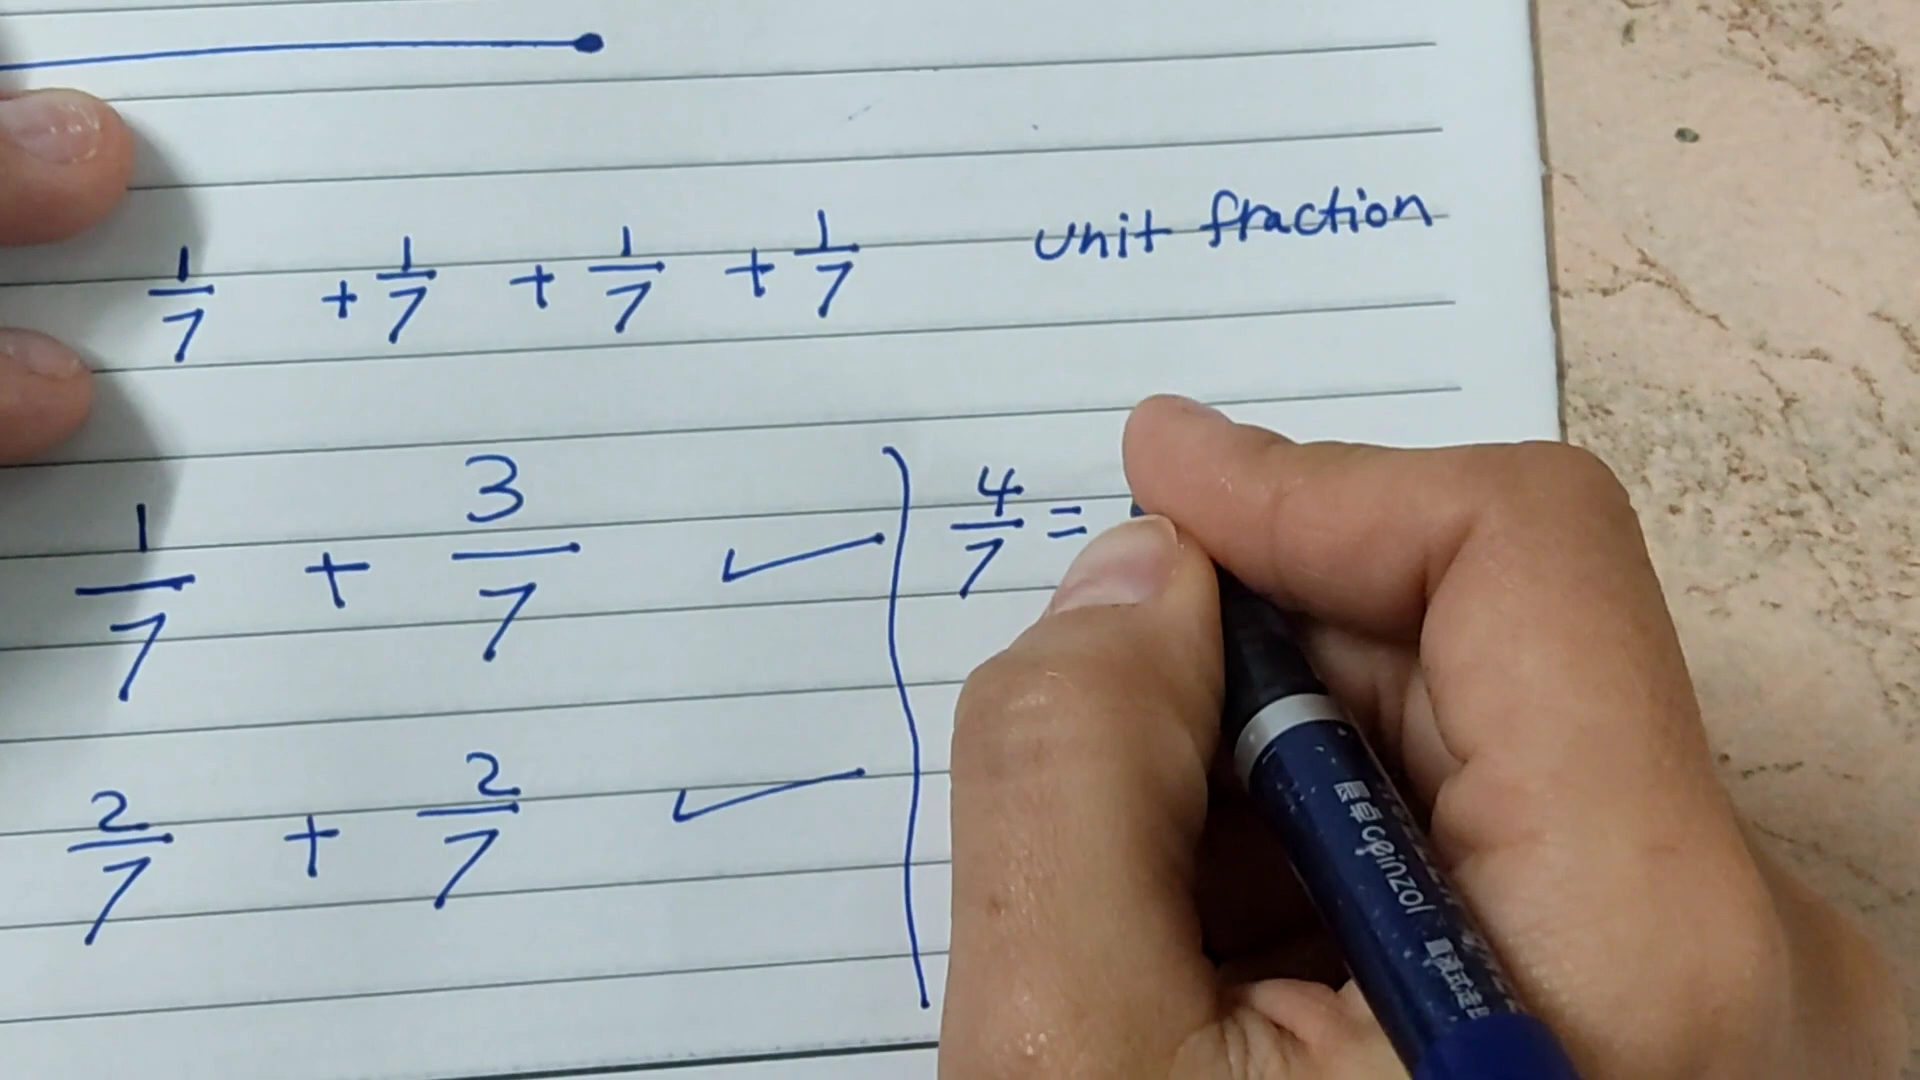 1/7 + 1/7 + 1/7 + 1/7 unit fraction
1/7 + 3/7 ✓
4/7 =
2/7 + 2/7 ✓
ceinzol